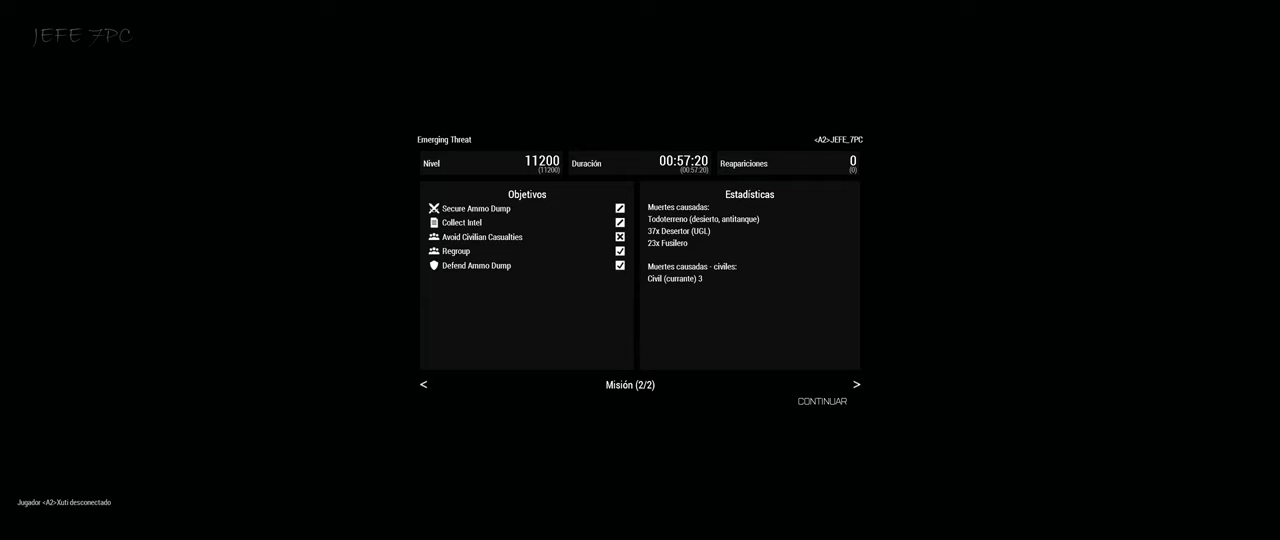 JEFE 7PC
Emerging Threat
<A2>JEFE_7PC
Nivel 11200
(11200)
Duración 00:57:20
(00:57:20)
Reapariciones 0
(0)
Objetivos
Secure Ammo Dump
Collect Intel
Avoid Civilian Casualties
Regroup
Defend Ammo Dump
Estadísticas
Muertes causadas:
Todoterreno (desierto, antitanque)
37x Desertor (UGL)
23x Fusilero
Muertes causadas - civiles:
Civil (currante) 3
< Misión (2/2) >
CONTINUAR
Jugador <A2>Xuti desconectado